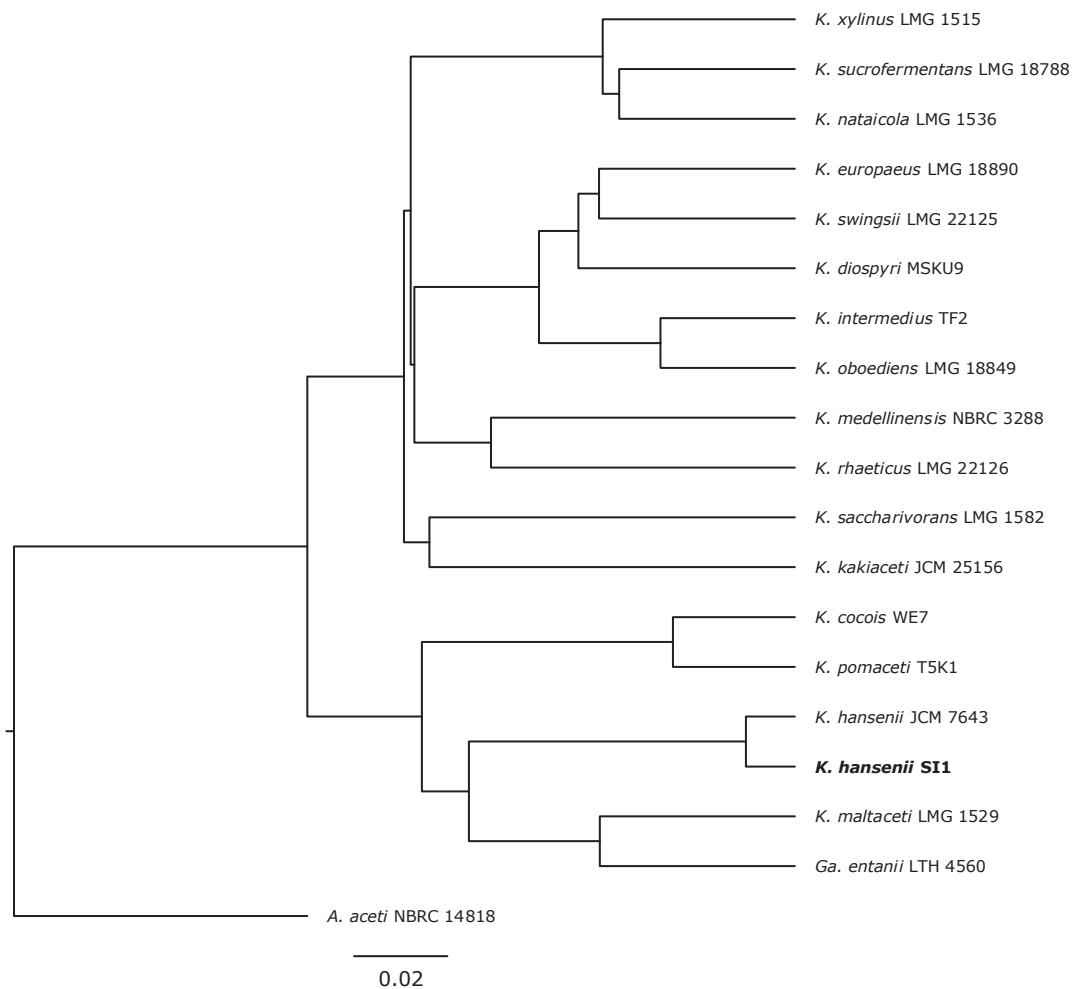 K. xylinus LMG 1515
K. sucrofermentans LMG 18788
K. nataicola LMG 1536
K. europaeus LMG 18890
K. swingsii LMG 22125
K. diospyri MSKU9
K. intermedius TF2
K. oboediens LMG 18849
K. medellinensis NBRC 3288
K. rhaeticus LMG 22126
K. saccharivorans LMG 1582
K. kakiaceti JCM 25156
K. cocois WE7
K. pomaceti T5K1
K. hansenii JCM 7643
K. hansenii SI1
K. maltaceti LMG 1529
Ga. entanii LTH 4560
A. aceti NBRC 14818
0.02